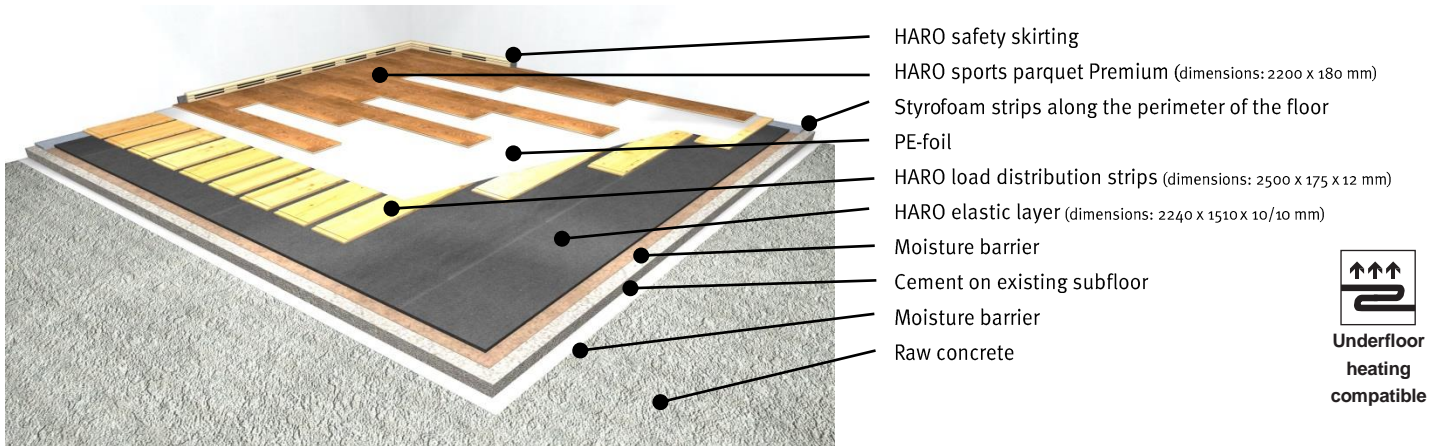 HARO safety skirting
HARO sports parquet Premium (dimensions: 2200 x 180 mm)
Styrofoam strips along the perimeter of the floor
PE-foil
HARO load distribution strips (dimensions: 2500 x 175 x 12 mm)
HARO elastic layer (dimensions: 2240 x 1510 x 10/10 mm)
Moisture barrier
Cement on existing subfloor
Moisture barrier
Raw concrete
Underfloor
heating
compatible